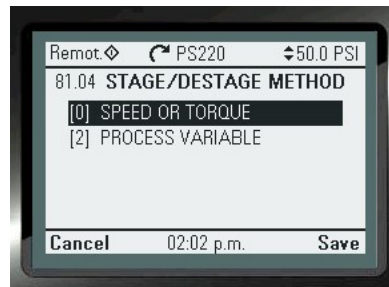 Remot. PS220 50.0 PSI
81.04 STAGE/DESTAGE METHOD
[0] SPEED OR TORQUE
[2] PROCESS VARIABLE
Cancel 02:02 p.m. Save